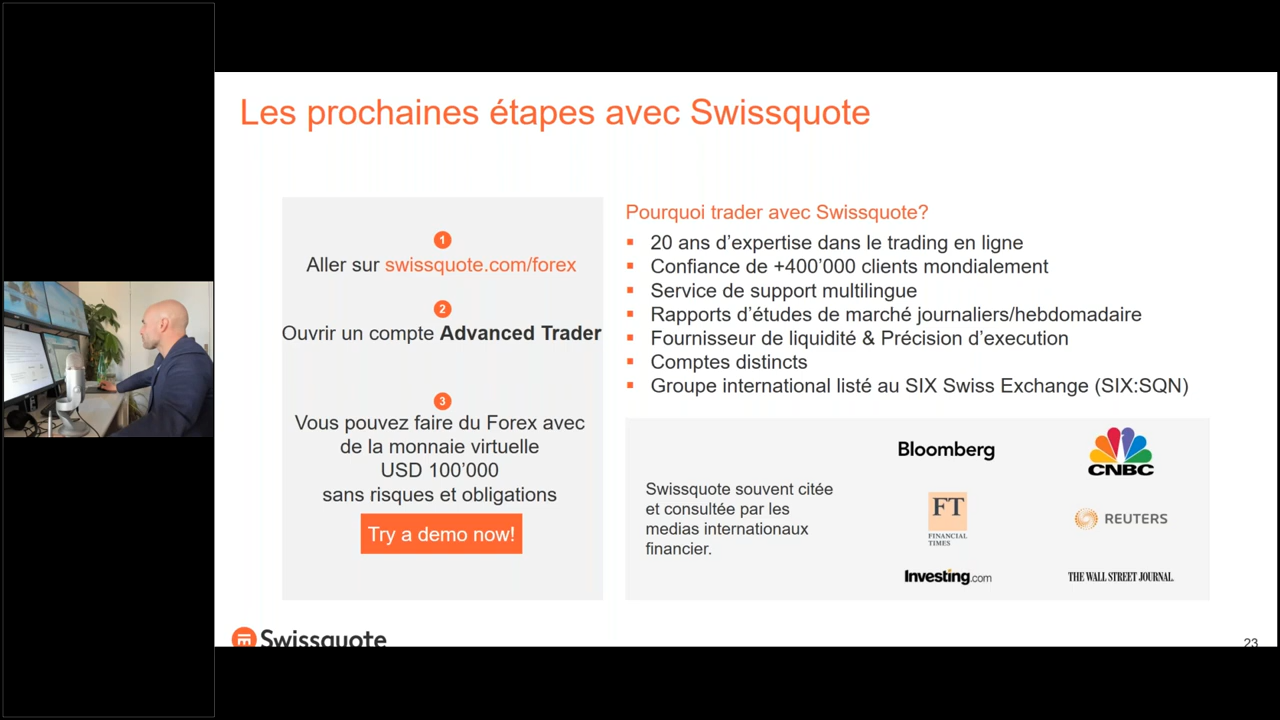 Les prochaines étapes avec Swissquote
1
Aller sur swissquote.com/forex
2
Ouvrir un compte Advanced Trader
3
Vous pouvez faire du Forex avec
de la monnaie virtuelle
USD 100’000
sans risques et obligations
Try a demo now!
Pourquoi trader avec Swissquote?
20 ans d’expertise dans le trading en ligne
Confiance de +400’000 clients mondialement
Service de support multilingue
Rapports d’études de marché journaliers/hebdomadaire
Fournisseur de liquidité & Précision d’execution
Comptes distincts
Groupe international listé au SIX Swiss Exchange (SIX:SQN)
Swissquote souvent citée
et consultée par les
medias internationaux
financier.
Bloomberg
CNBC
FT
FINANCIAL
TIMES
REUTERS
Investing.com
THE WALL STREET JOURNAL.
Swissquote
23